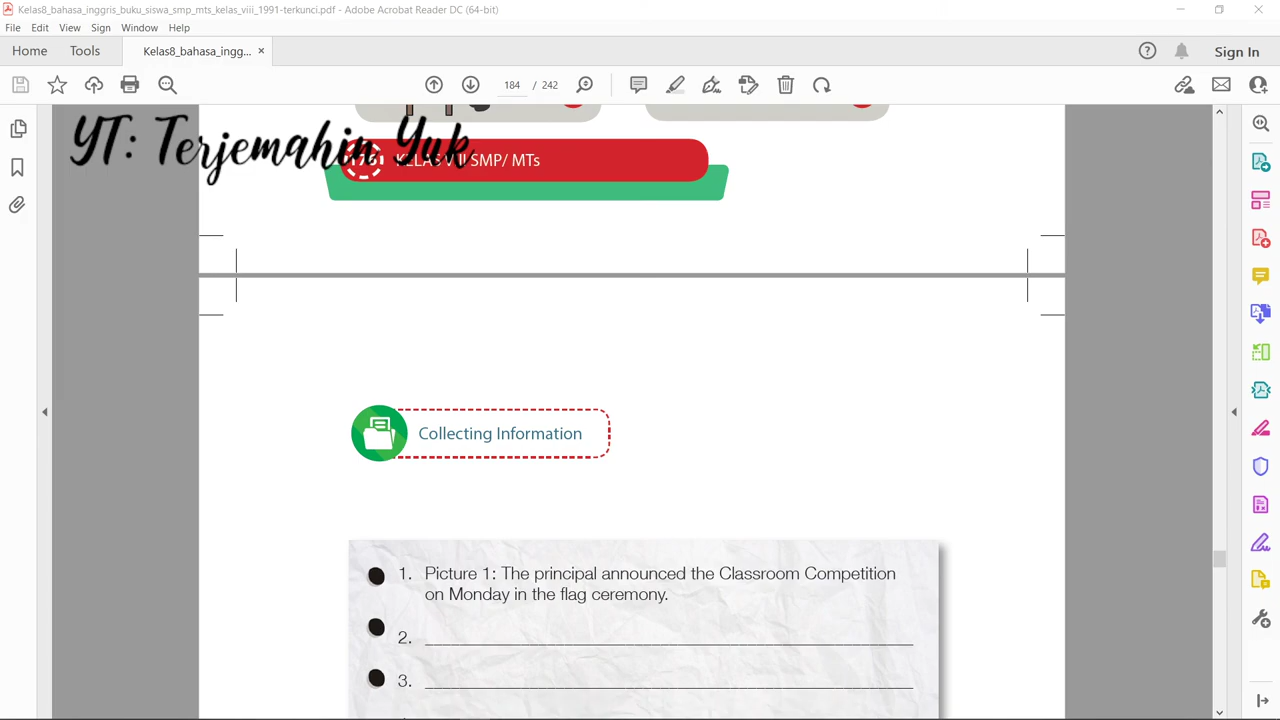 Kelas8_bahasa_inggris_buku_siswa_smp_mts_kelas_viii_1991-terkunci.pdf - Adobe Acrobat Reader DC (64-bit)
File Edit View Sign Window Help
Home Tools Kelas8_bahasa_ingg... × Sign In
184 / 242
YT: Terjemahin Yuk
176 KELAS VIII SMP/ MTs
Collecting Information
1. Picture 1: The principal announced the Classroom Competition
on Monday in the flag ceremony.
2.
3.